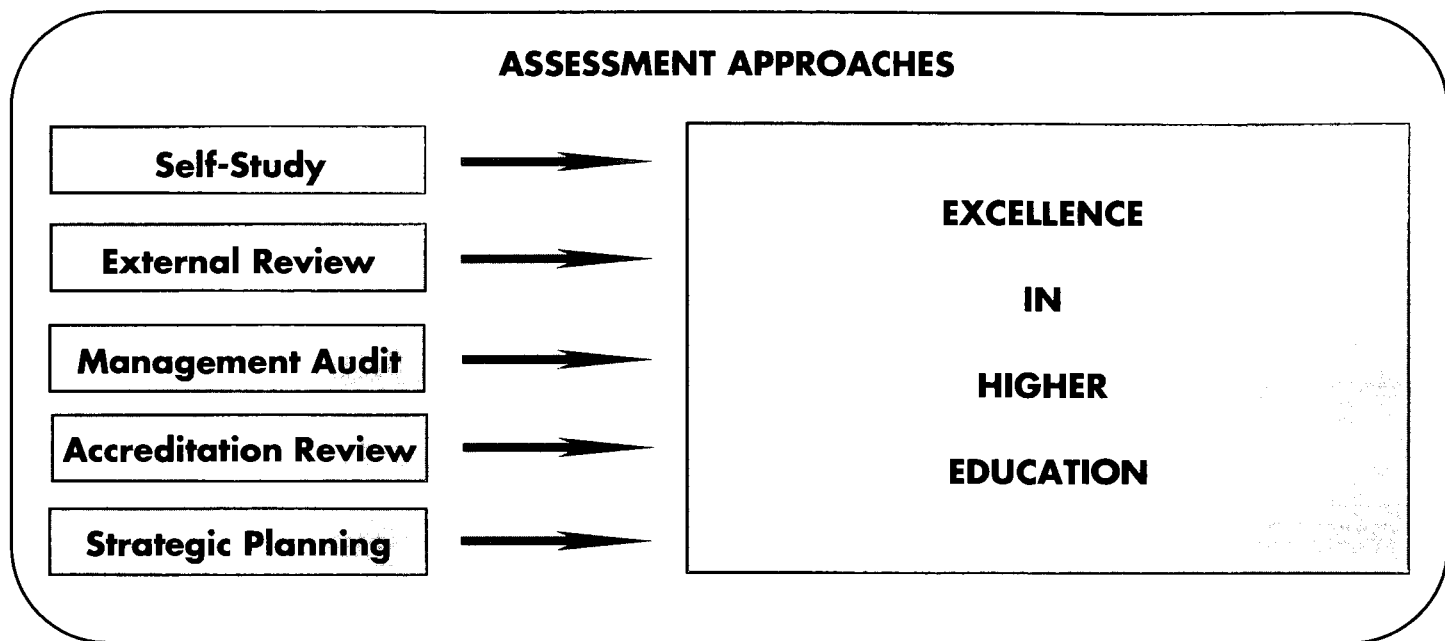 ASSESSMENT APPROACHES
Self-Study
External Review
Management Audit
Accreditation Review
Strategic Planning
EXCELLENCE
IN
HIGHER
EDUCATION